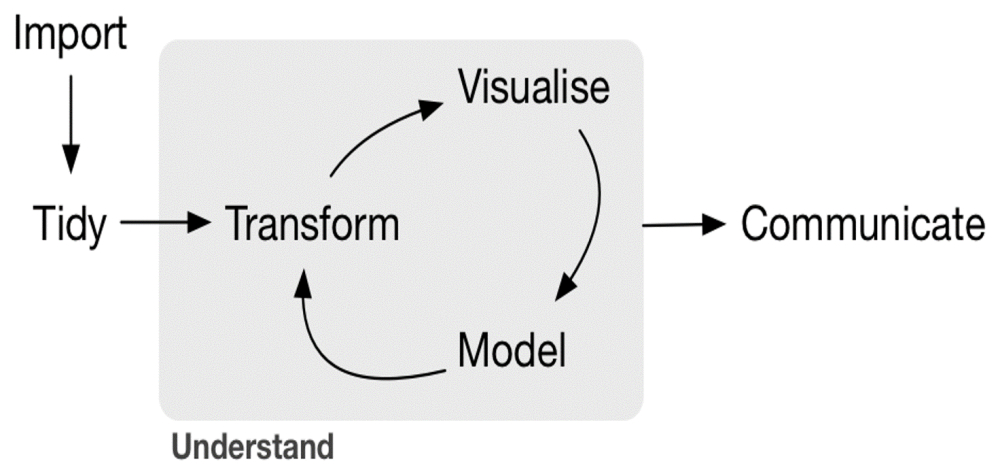 Import
Visualise
Tidy
Transform
Communicate
Model
Understand